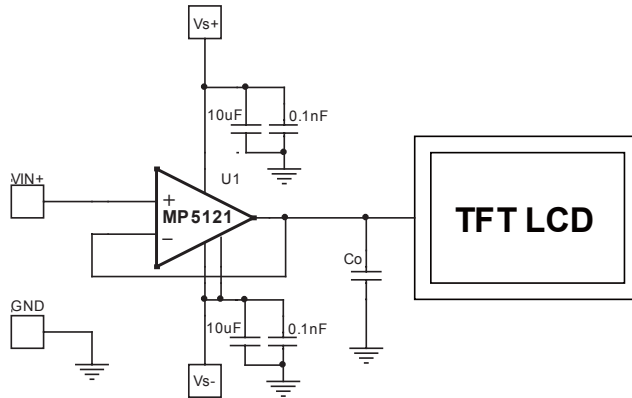 Vs+
10uF 0.1nF
VIN+
U1
+
MP5121
−
TFT LCD
Co
GND
10uF 0.1nF
Vs-